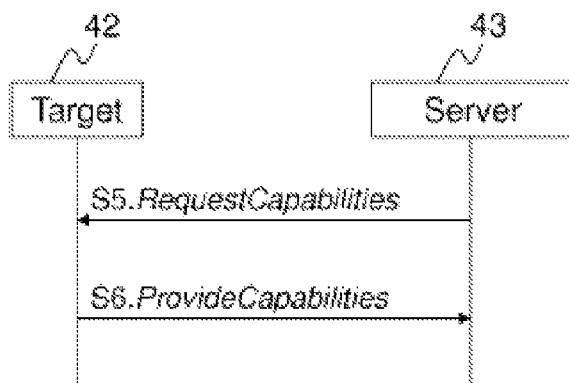 42
43
Target
Server
S5.RequestCapabilities
S6.ProvideCapabilities